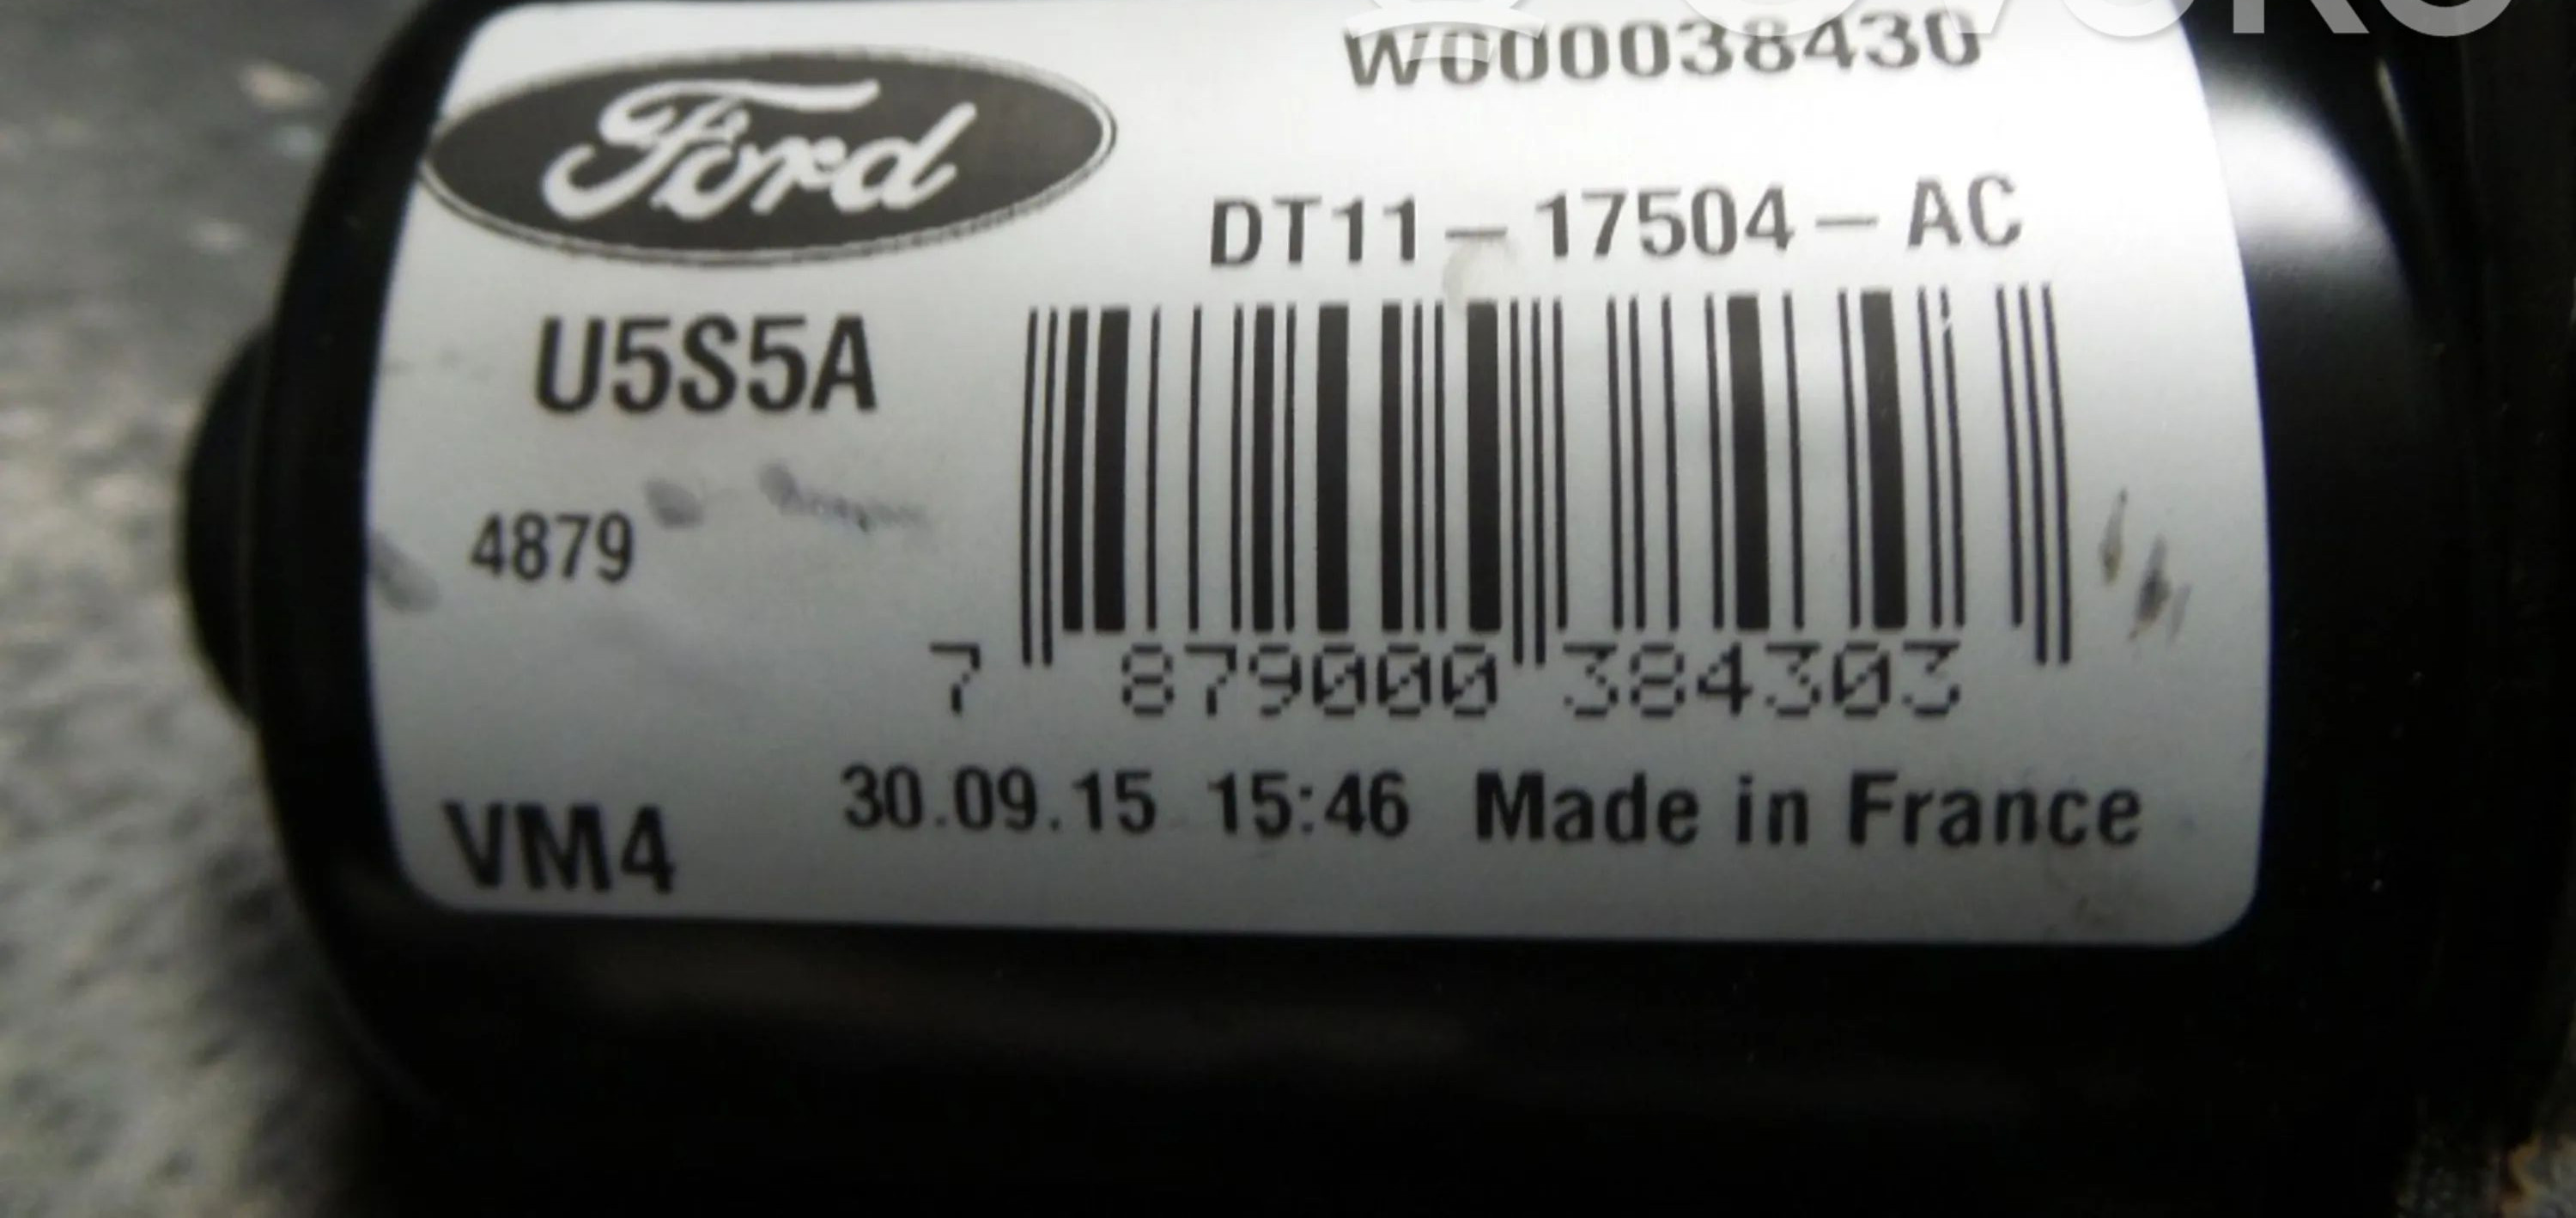 W000038430
Ford
DT11-17504-AC
U5S5A
4879
7 879000 384303
30.09.15 15:46 Made in France
VM4